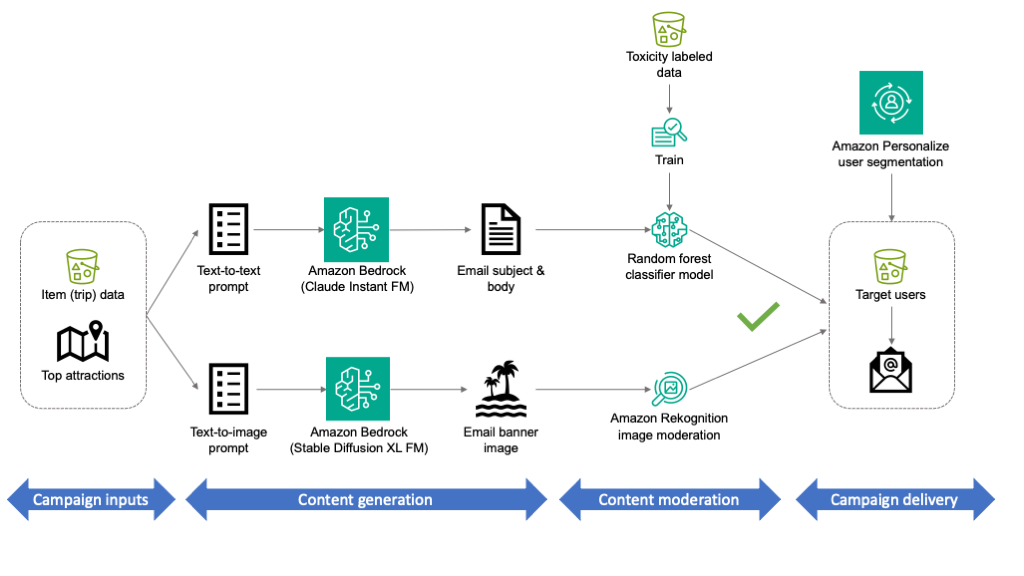 Toxicity labeled
data
Train
Amazon Personalize
user segmentation
Item (trip) data
Top attractions
Text-to-text
prompt
Amazon Bedrock
(Claude Instant FM)
Email subject &
body
Random forest
classifier model
Target users
@
Text-to-image
prompt
Amazon Bedrock
(Stable Diffusion XL FM)
Email banner
image
Amazon Rekognition
image moderation
Campaign inputs
Content generation
Content moderation
Campaign delivery